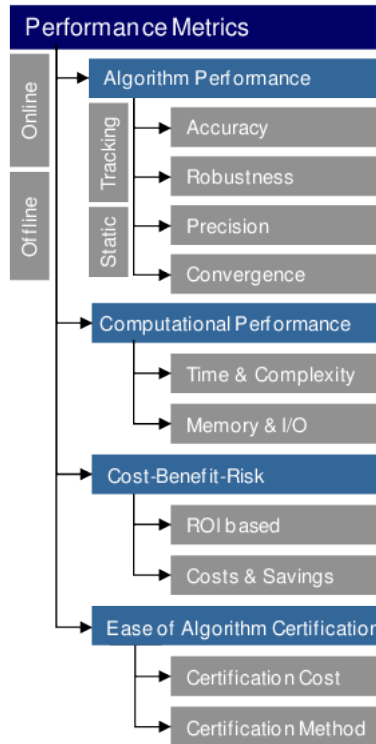 Performance Metrics
Online
Offline
Algorithm Performance
Tracking
Static
Accuracy
Robustness
Precision
Convergence
Computational Performance
Time & Complexity
Memory & I/O
Cost-Benefit-Risk
ROI based
Costs & Savings
Ease of Algorithm Certification
Certification Cost
Certification Method